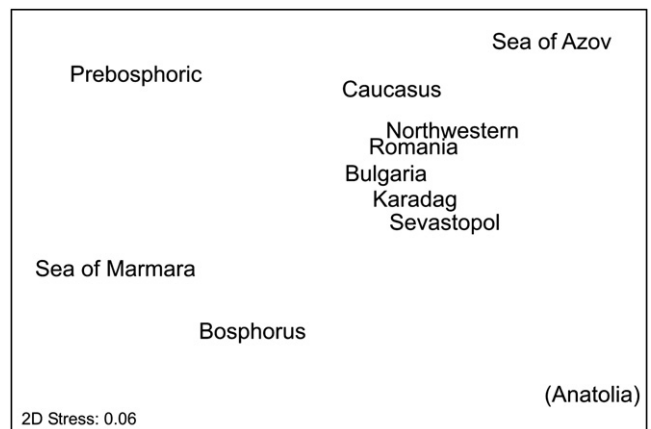 Sea of Azov
Prebosphoric
Caucasus
Northwestern
Romania
Bulgaria
Karadag
Sevastopol
Sea of Marmara
Bosphorus
(Anatolia)
2D Stress: 0.06